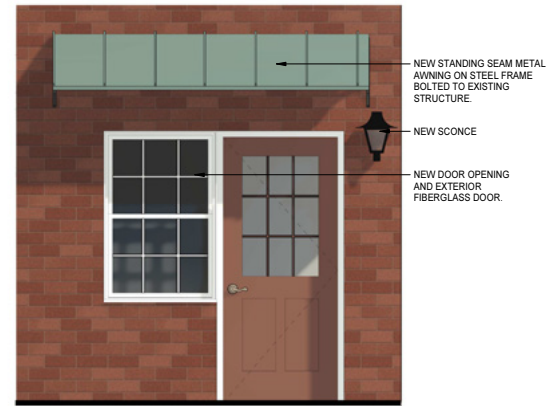 NEW STANDING SEAM METAL
AWNING ON STEEL FRAME
BOLTED TO EXISTING
STRUCTURE.
NEW SCONCE
NEW DOOR OPENING
AND EXTERIOR
FIBERGLASS DOOR.